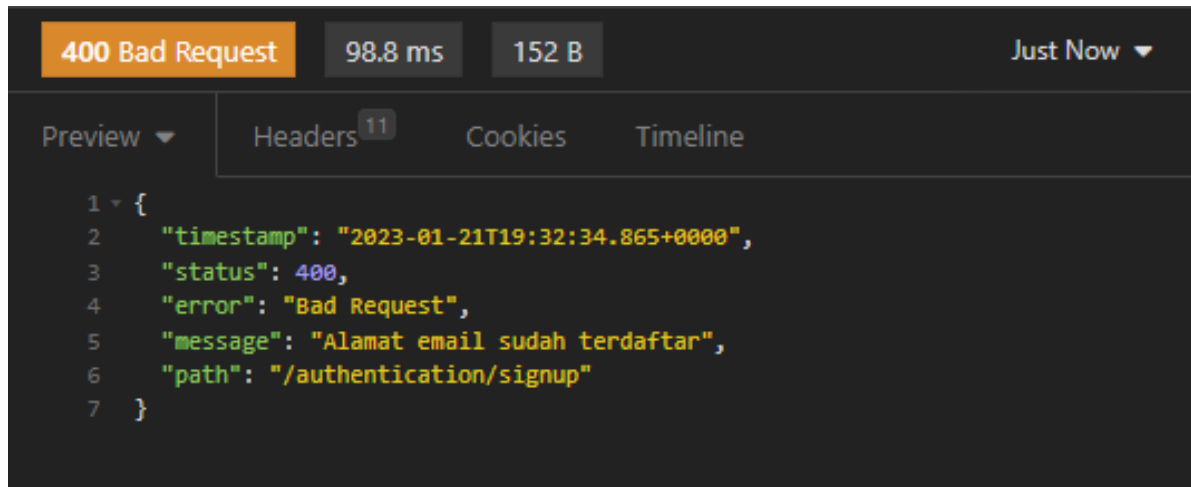 400 Bad Request 98.8 ms 152 B Just Now
Preview Headers 11 Cookies Timeline
1 {
2 "timestamp": "2023-01-21T19:32:34.865+0000",
3 "status": 400,
4 "error": "Bad Request",
5 "message": "Alamat email sudah terdaftar",
6 "path": "/authentication/signup"
7 }